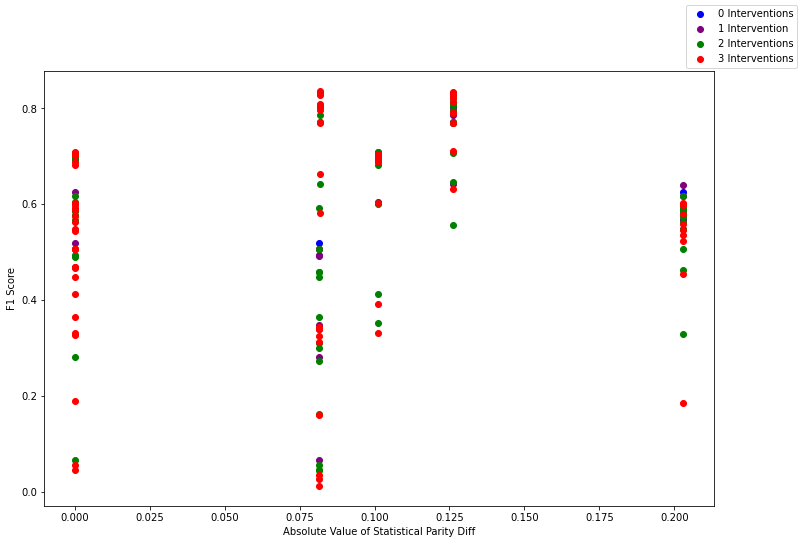 0 Interventions
1 Intervention
2 Interventions
3 Interventions
F1 Score
0.8
0.6
0.4
0.2
0.0
0.000 0.025 0.050 0.075 0.100 0.125 0.150 0.175 0.200
Absolute Value of Statistical Parity Diff